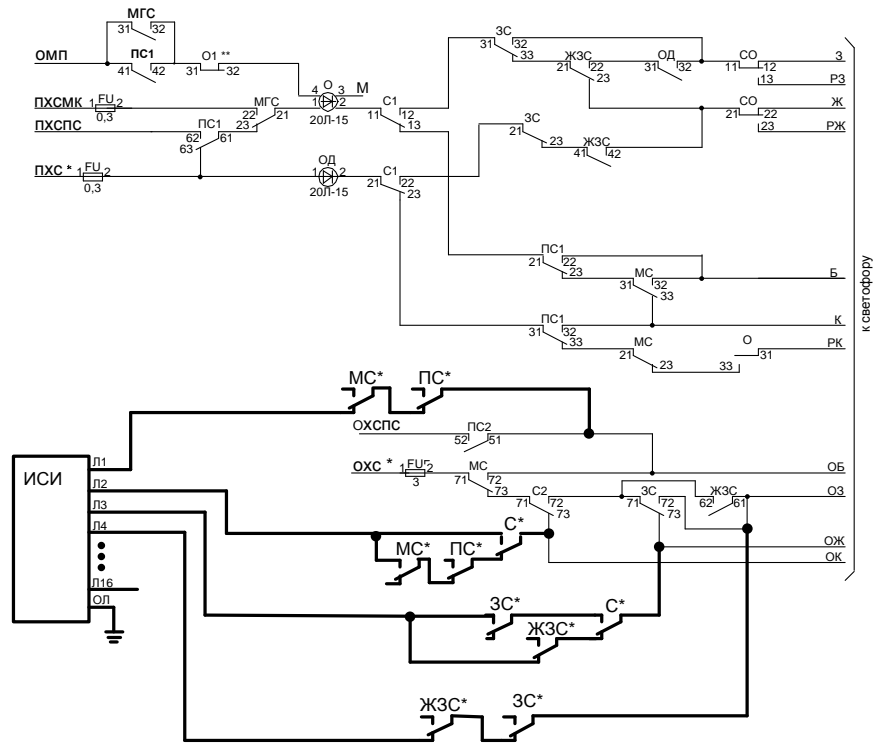 МГС
31 32
ОМП ПС1 О1 **
41 42 31 32
ЗС
31 32
33
ЖЗС ОД СО З
21 22 31 32 11 12
23 13 РЗ
4 О 3 М
ПХСМК 1 FU 2 МГС 1 2 С1 СО Ж
0,3 22 21 20Л-15 11 12 21 22
ПХСПС ПС1 23 13 23 РЖ
62 61
63
ЗС
21 23 ЖЗС
41 42
ПХС * 1 FU 2 ОД С1
0,3 1 2 21 22
20Л-15 23
ПС1
21 22
23 МС Б
31 32
33
ПС1 К
31 32
33 МС О РК
21 23 33 31
к светофору
МС* ПС*
ОХСПС ПС2
52 51
ИСИ
Л1
ОХС * 1 FU 2 МС ОБ
3 71 72
73 С2 ЗС ЖЗС ОЗ
71 72 71 72 62 61
73 73
Л2
Л3
Л4
С*
МС* ПС*
ОЖ
ОК
Л16
ОЛ
ЗС* С*
ЖЗС*
ЖЗС* ЗС*